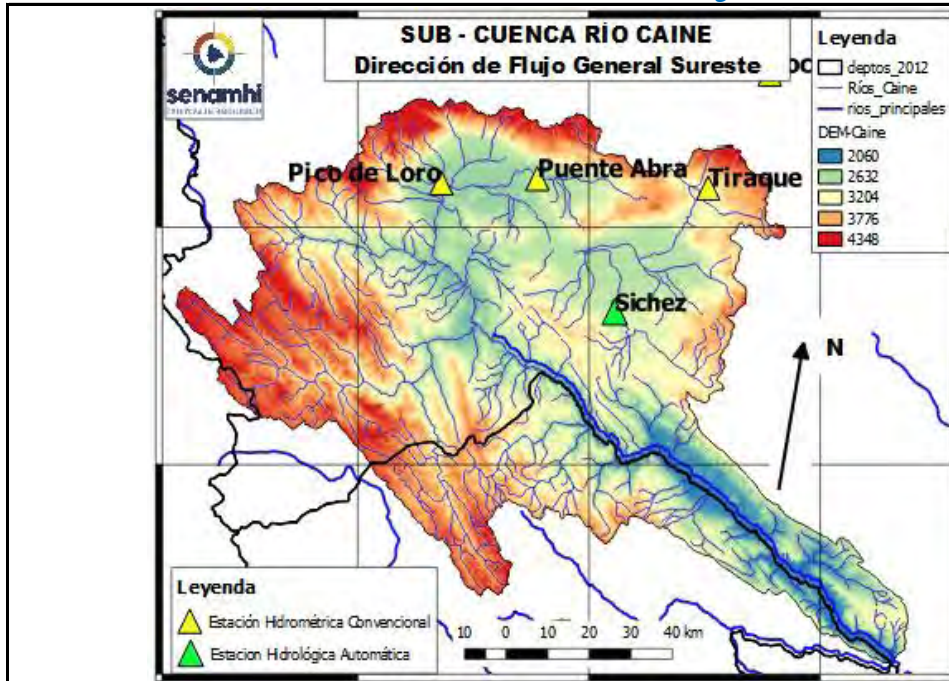 SUB - CUENCA RÍO CAINE
Dirección de Flujo General Sureste
senamhi
Leyenda
deptos_2012
Ríos_Caine
rios_principales
DEM-Caine
2060
2632
3204
3776
4348
Pico de Loro
Puente Abra
Tiraque
Sichez
N
Leyenda
Estación Hidrométrica Convencional
Estacion Hidrológica Automática
10 0 10 20 30 40 km